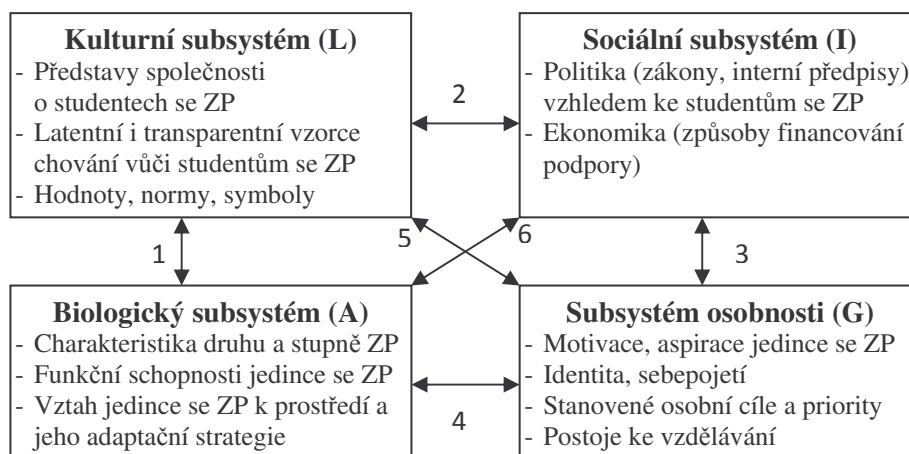 Kulturní subsystém (L)
- Představy společnosti
o studentech se ZP
- Latentní i transparentní vzorce
chování vůči studentům se ZP
- Hodnoty, normy, symboly
2
Sociální subsystém (I)
- Politika (zákony, interní předpisy)
vzhledem ke studentům se ZP
- Ekonomika (způsoby financování
podpory)
1
5
6
3
Biologický subsystém (A)
- Charakteristika druhu a stupně ZP
- Funkční schopnosti jedince se ZP
- Vztah jedince se ZP k prostředí a
jeho adaptační strategie
4
Subsystém osobnosti (G)
- Motivace, aspirace jedince se ZP
- Identita, sebepojetí
- Stanovené osobní cíle a priority
- Postoje ke vzdělávání